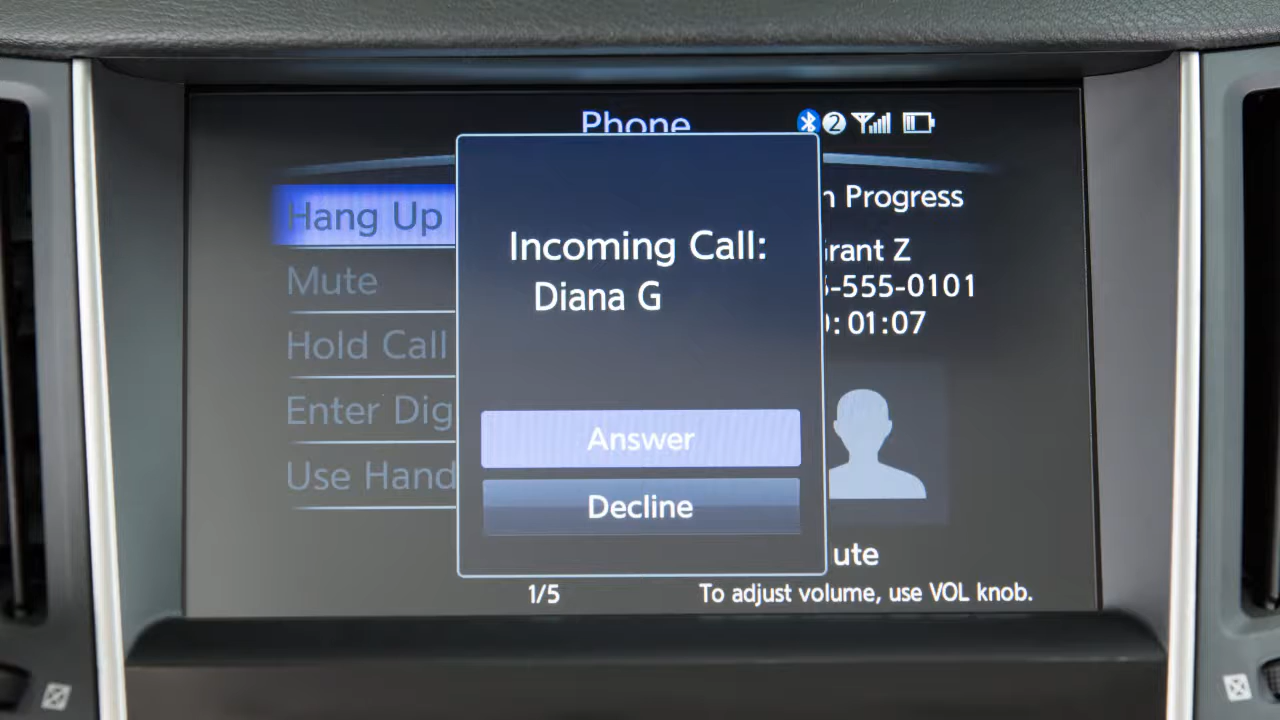 Phone
2
Hang Up
Mute
Hold Call
Enter Dig
Use Hand
Incoming Call:
Diana G
Answer
Decline
n Progress
rant Z
-555-0101
:01:07
ute
1/5
To adjust volume, use VOL knob.